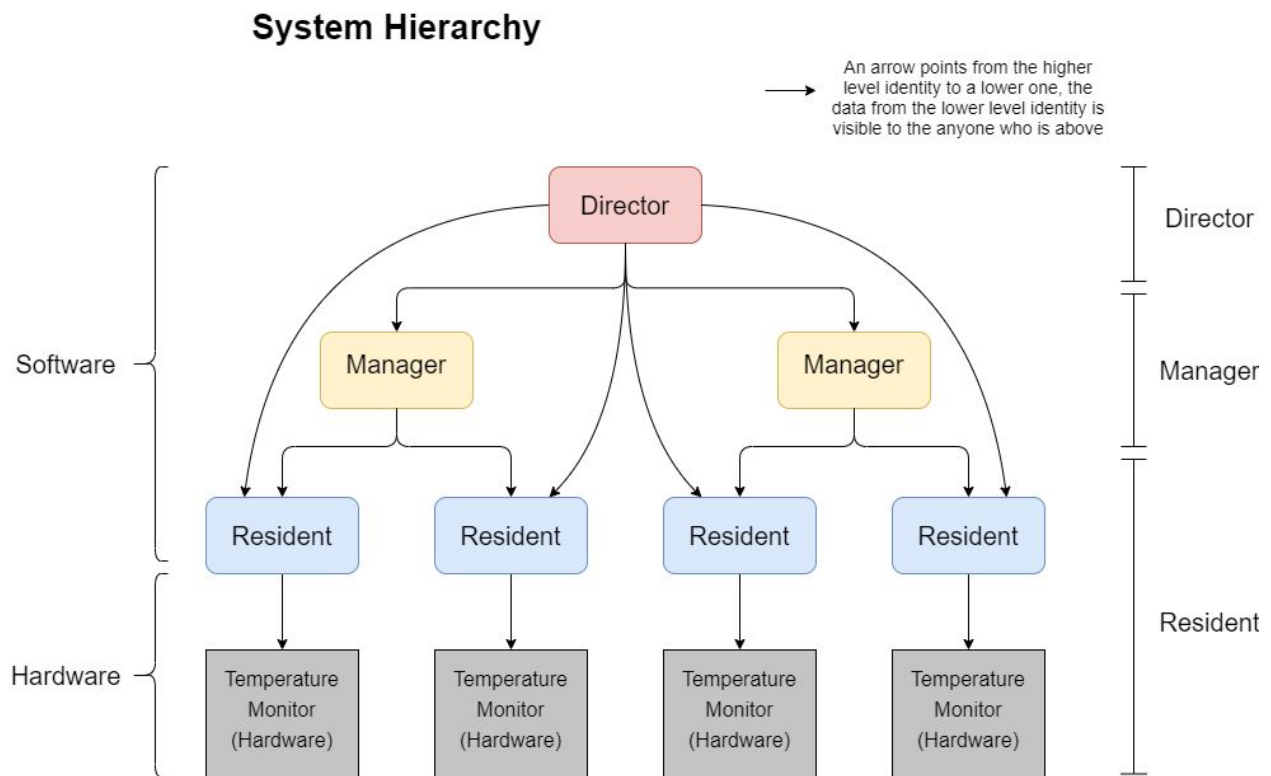 System Hierarchy
An arrow points from the higher
level identity to a lower one, the
data from the lower level identity is
visible to the anyone who is above
Director
Director
Manager
Manager
Software
Manager
Resident
Resident
Resident
Resident
Resident
Hardware
Temperature
Monitor
(Hardware)
Temperature
Monitor
(Hardware)
Temperature
Monitor
(Hardware)
Temperature
Monitor
(Hardware)